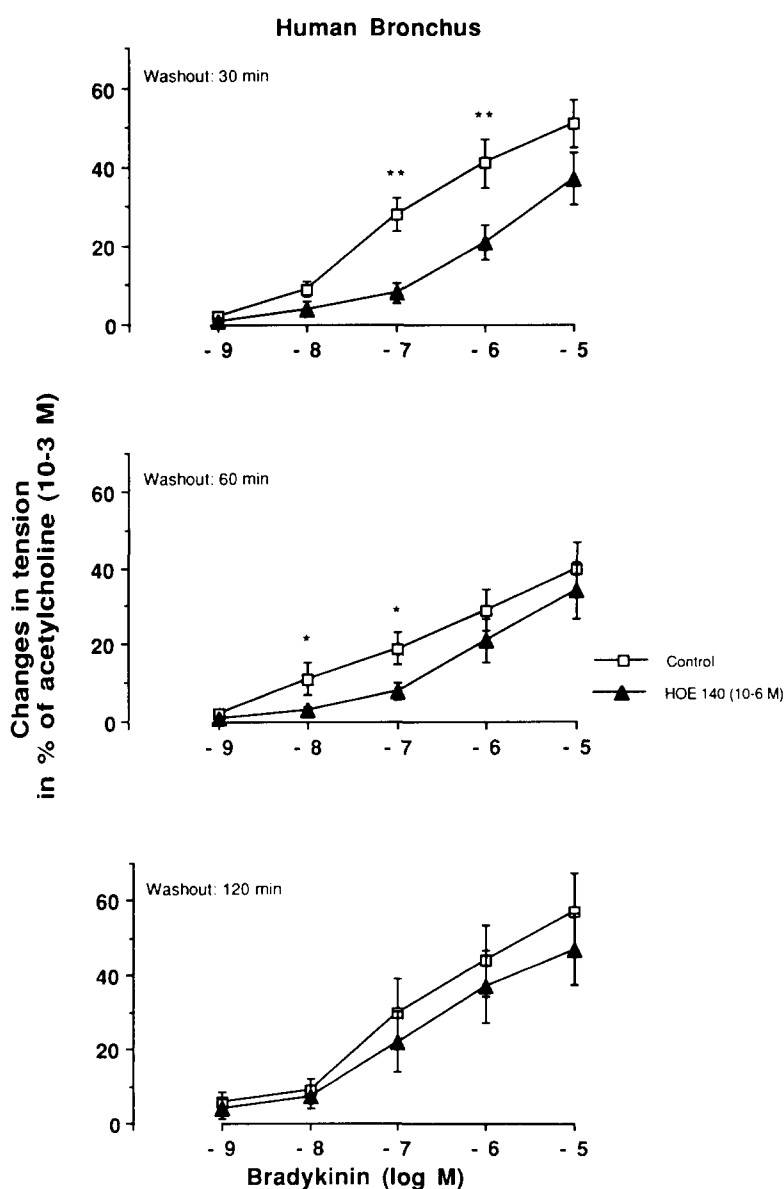 Human Bronchus
Washout: 30 min
60
40
20
0
**
**
- 9 - 8 - 7 - 6 - 5
Changes in tension
in % of acetylcholine (10-3 M)
Washout: 60 min
60
40
20
0
*
*
- 9 - 8 - 7 - 6 - 5
Control
HOE 140 (10-6 M)
Washout: 120 min
60
40
20
0
- 9 - 8 - 7 - 6 - 5
Bradykinin (log M)